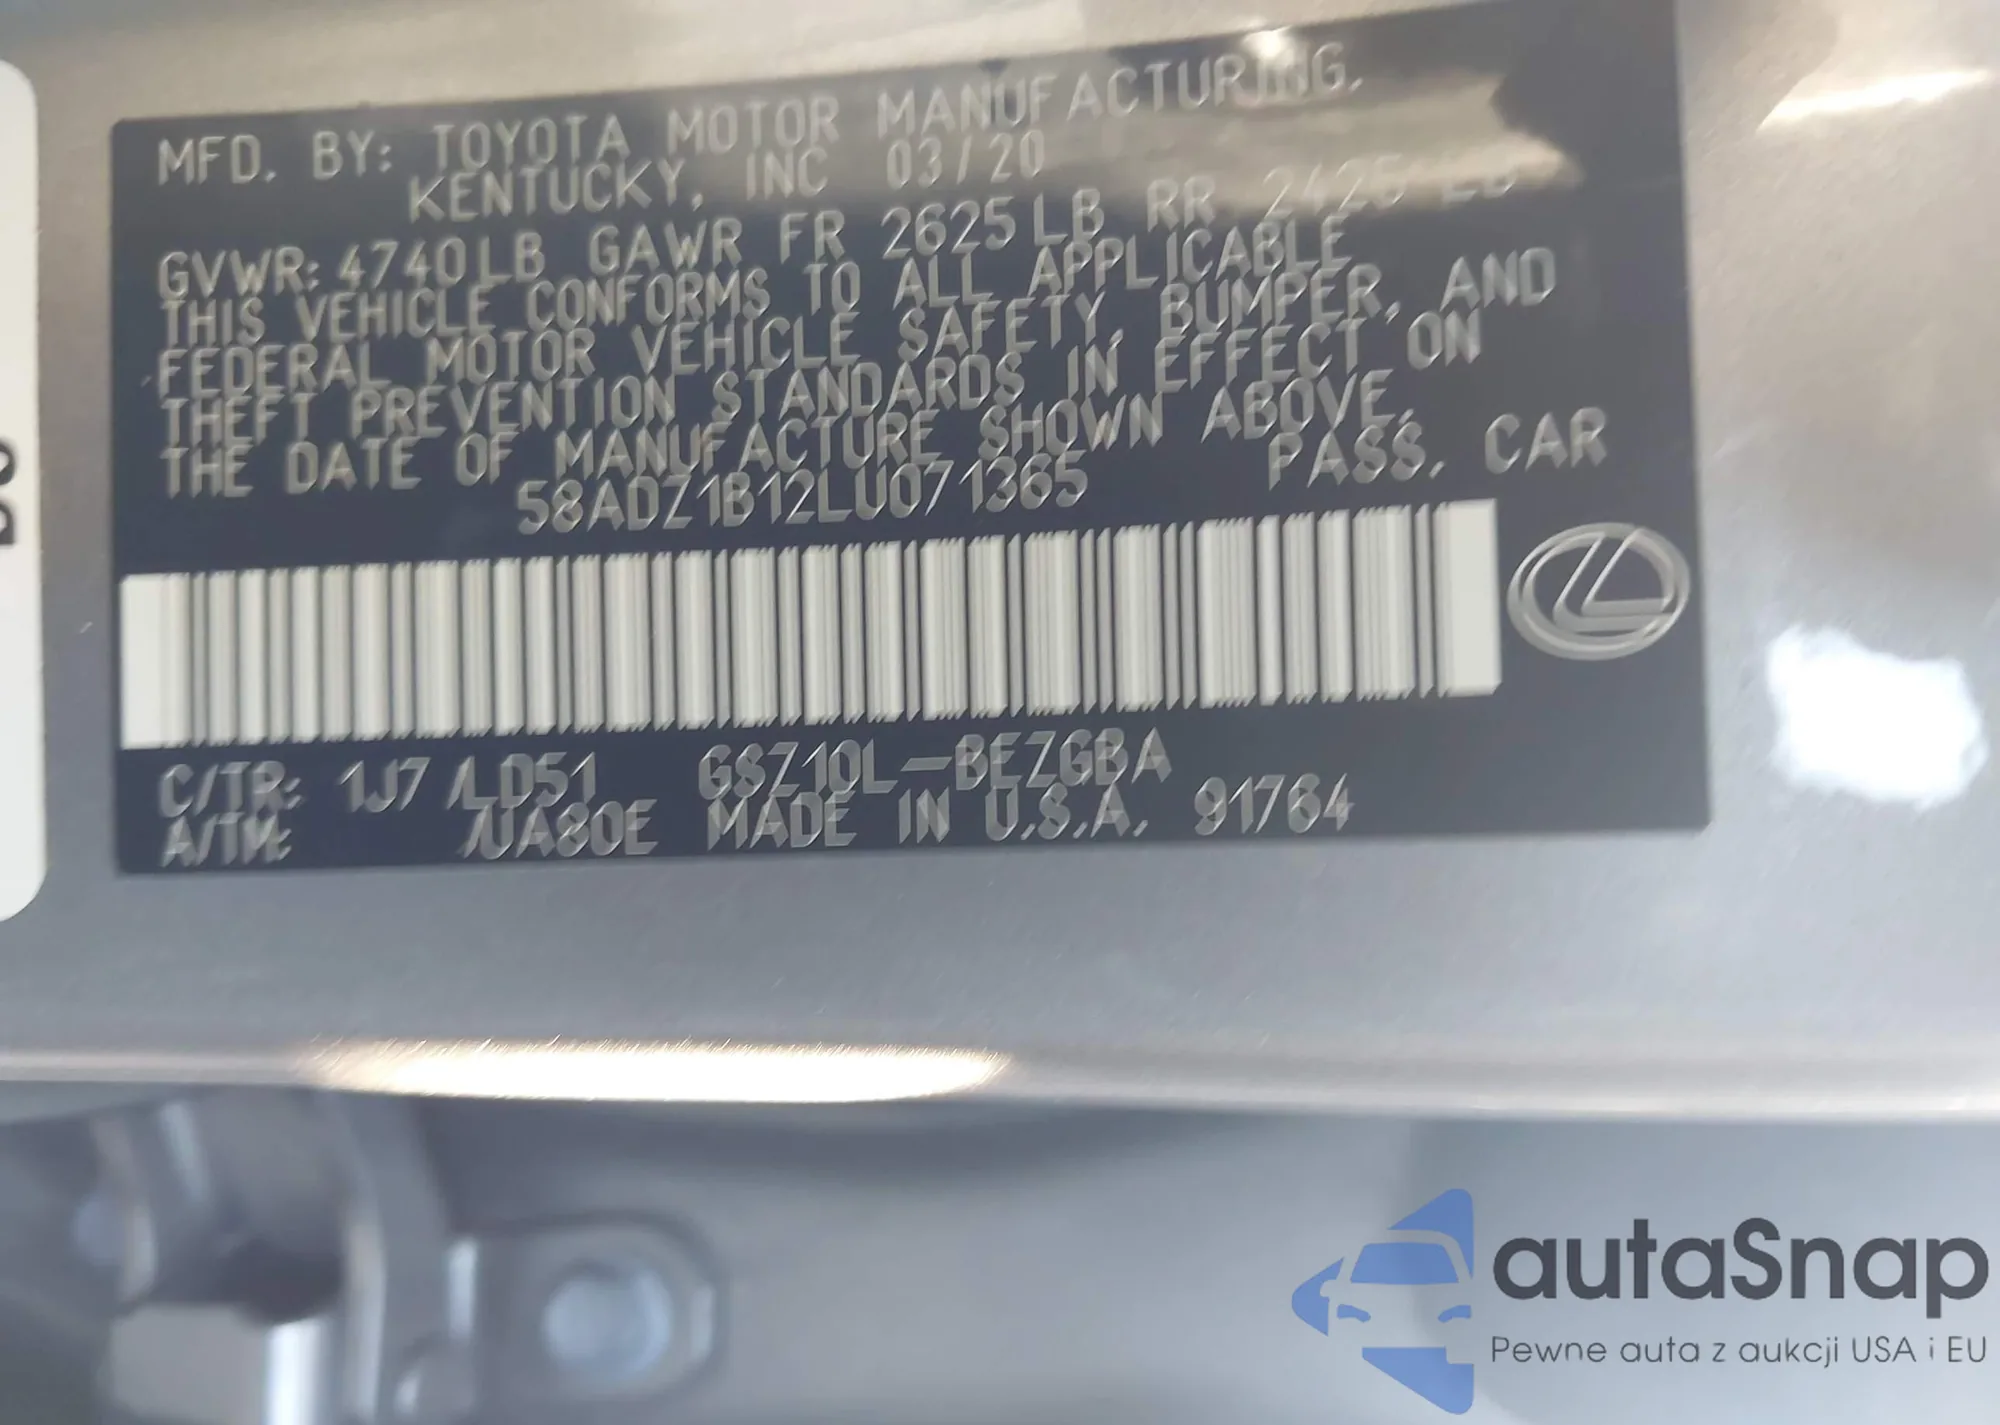 MFD. BY: TOYOTA MOTOR MANUFACTURING,
KENTUCKY, INC 03/20
GVWR: 4740LB GAWR FR 2625LB RR 2425 LB
THIS VEHICLE CONFORMS TO ALL APPLICABLE
FEDERAL MOTOR VEHICLE SAFETY, BUMPER, AND
THEFT PREVENTION STANDARDS IN EFFECT ON
THE DATE OF MANUFACTURE SHOWN ABOVE.
58ADZ1B12LU071365 PASS. CAR
C/TR: 1J7 /LD51 GSZ10L-BEZGBA
A/TM: /UA80E MADE IN U.S.A. 91764
autaSnap
Pewne auta z aukcji USA i EU